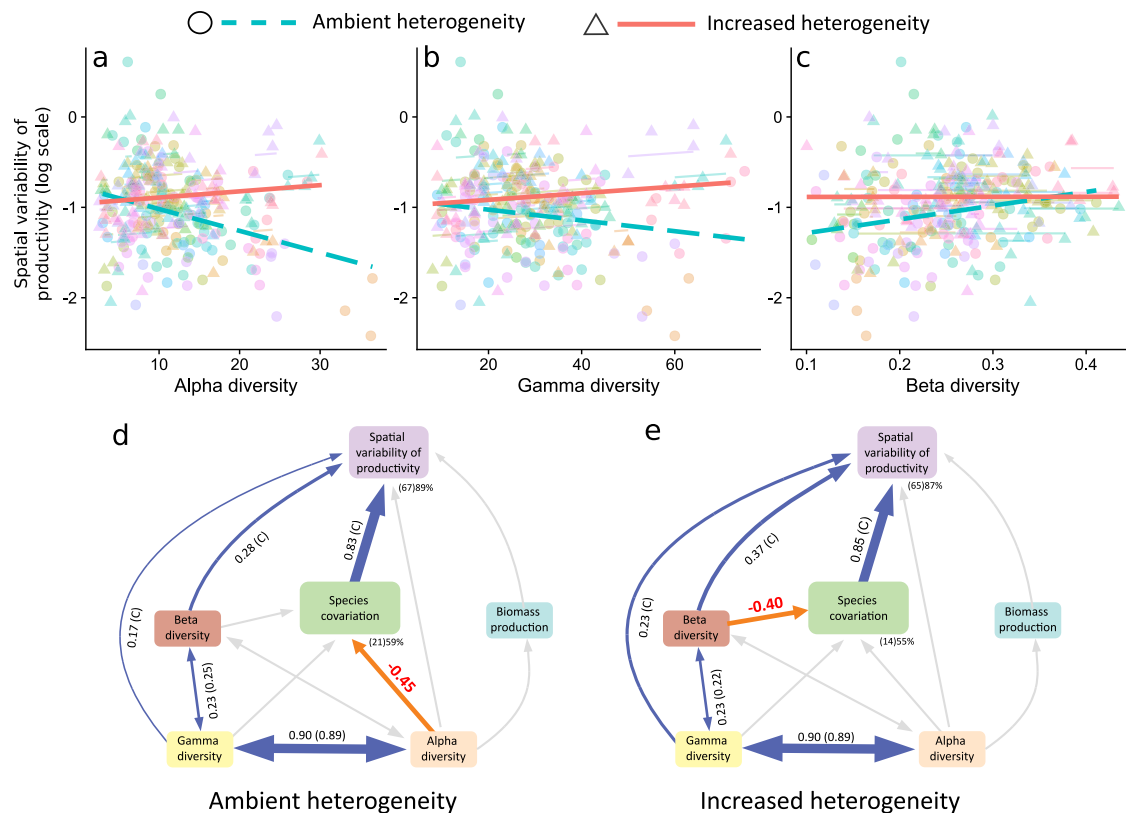 Ambient heterogeneity
Increased heterogeneity
a
b
c
Spatial variability of
productivity (log scale)
0
-1
-2
10
20
30
Alpha diversity
0
-1
-2
20
40
60
Gamma diversity
0
-1
-2
0.1
0.2
0.3
0.4
Beta diversity
d
Spatial
variability of
productivity
(67)89%
0.28 (C)
0.83 (C)
0.17 (C)
Beta
diversity
Species
covariation
(21)59%
Biomass
production
0.23 (0.25)
-0.45
Gamma
diversity
0.90 (0.89)
Alpha
diversity
Ambient heterogeneity
e
Spatial
variability of
productivity
(65)87%
0.37 (C)
0.85 (C)
0.23 (C)
Beta
diversity
-0.40
Species
covariation
(14)55%
Biomass
production
0.23 (0.22)
Gamma
diversity
0.90 (0.89)
Alpha
diversity
Increased heterogeneity